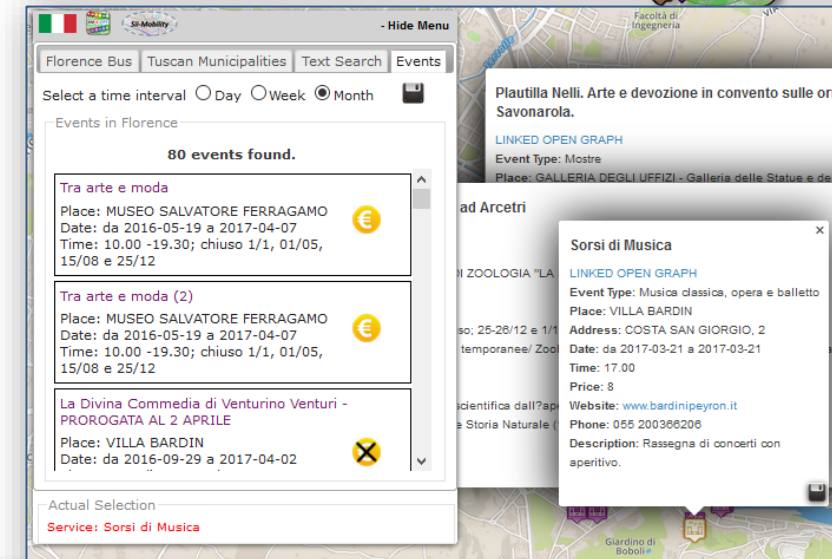 Sii-Mobility
- Hide Menu
Florence Bus
Tuscan Municipalities
Text Search
Events
Select a time interval Day Week Month
Events in Florence
80 events found.
Tra arte e moda
Place: MUSEO SALVATORE FERRAGAMO
Date: da 2016-05-19 a 2017-04-07
Time: 10.00 -19.30; chiuso 1/1, 01/05,
15/08 e 25/12
Tra arte e moda (2)
Place: MUSEO SALVATORE FERRAGAMO
Date: da 2016-05-19 a 2017-04-07
Time: 10.00 -19.30; chiuso 1/1, 01/05,
15/08 e 25/12
La Divina Commedia di Venturino Venturi -
PROROGATA AL 2 APRILE
Place: VILLA BARDIN
Date: da 2016-09-29 a 2017-04-02
Actual Selection
Service: Sorsi di Musica
Facoltà di
Ingegneria
Plautilla Nelli. Arte e devozione in convento sulle or
Savonarola.
LINKED OPEN GRAPH
Event Type: Mostre
Place: GALLERIA DEGLI UFFIZI - Galleria delle Statue e de
ad Arcetri
DI ZOOLOGIA "LA
so; 25-26/12 e 1/1
temporanee/ Zool
scientifica dall?ap
e Storia Naturale (
×
Sorsi di Musica
LINKED OPEN GRAPH
Event Type: Musica classica, opera e balletto
Place: VILLA BARDIN
Address: COSTA SAN GIORGIO, 2
Date: da 2017-03-21 a 2017-03-21
Time: 17.00
Price: 8
Website: www.bardinipeyron.it
Phone: 055 200366206
Description: Rassegna di concerti con
aperitivo.
Giardino di
Boboli